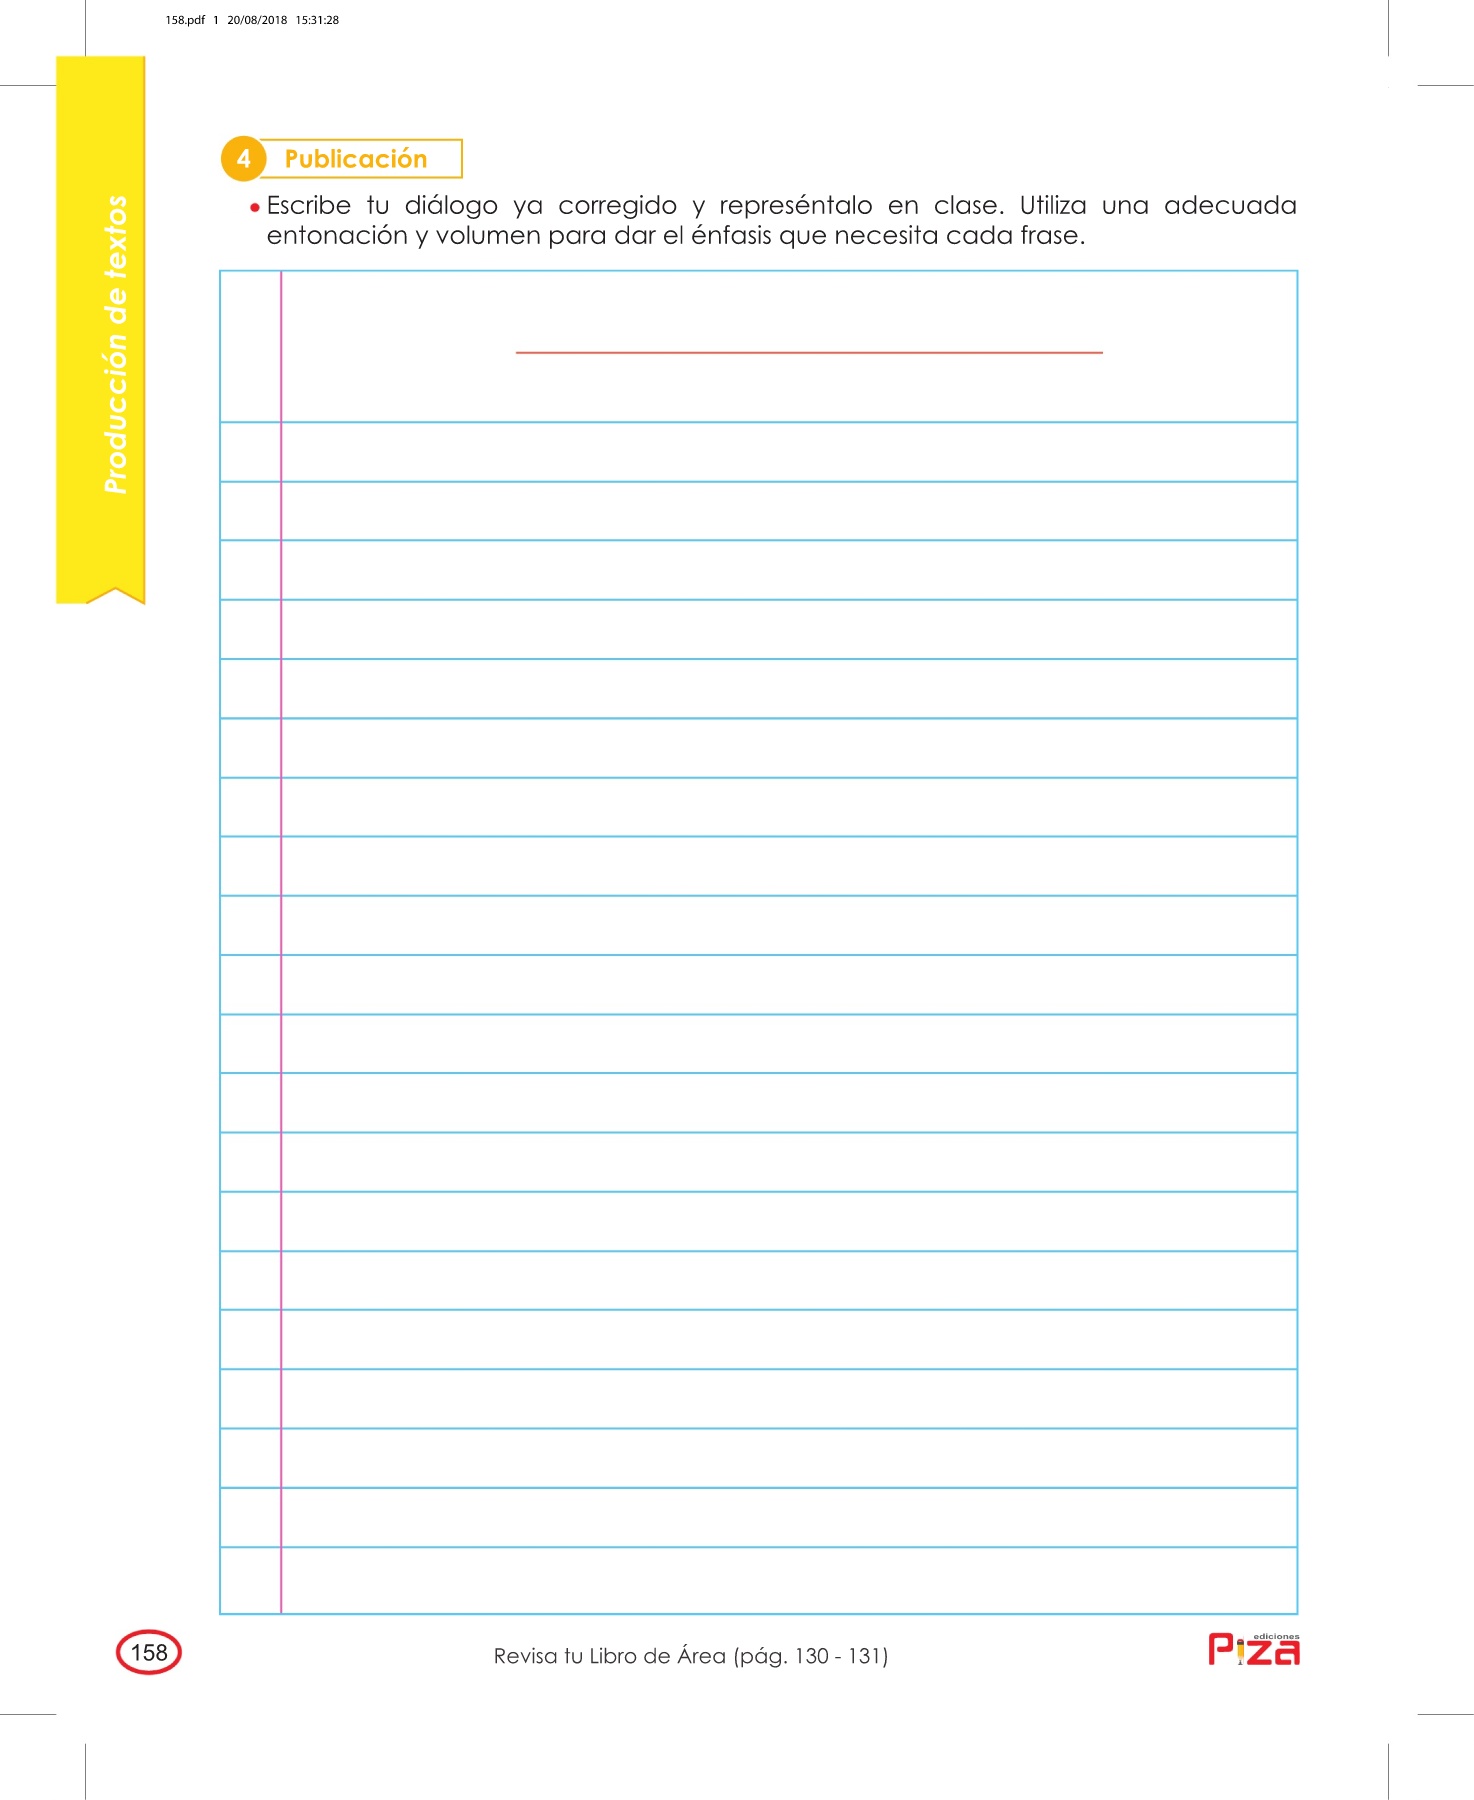 158.pdf 1 20/08/2018 15:31:28
Producción de textos
4 Publicación
• Escribe tu diálogo ya corregido y represéntalo en clase. Utiliza una adecuada
entonación y volumen para dar el énfasis que necesita cada frase.
158
Revisa tu Libro de Área (pág. 130 - 131)
ediciones
Piza